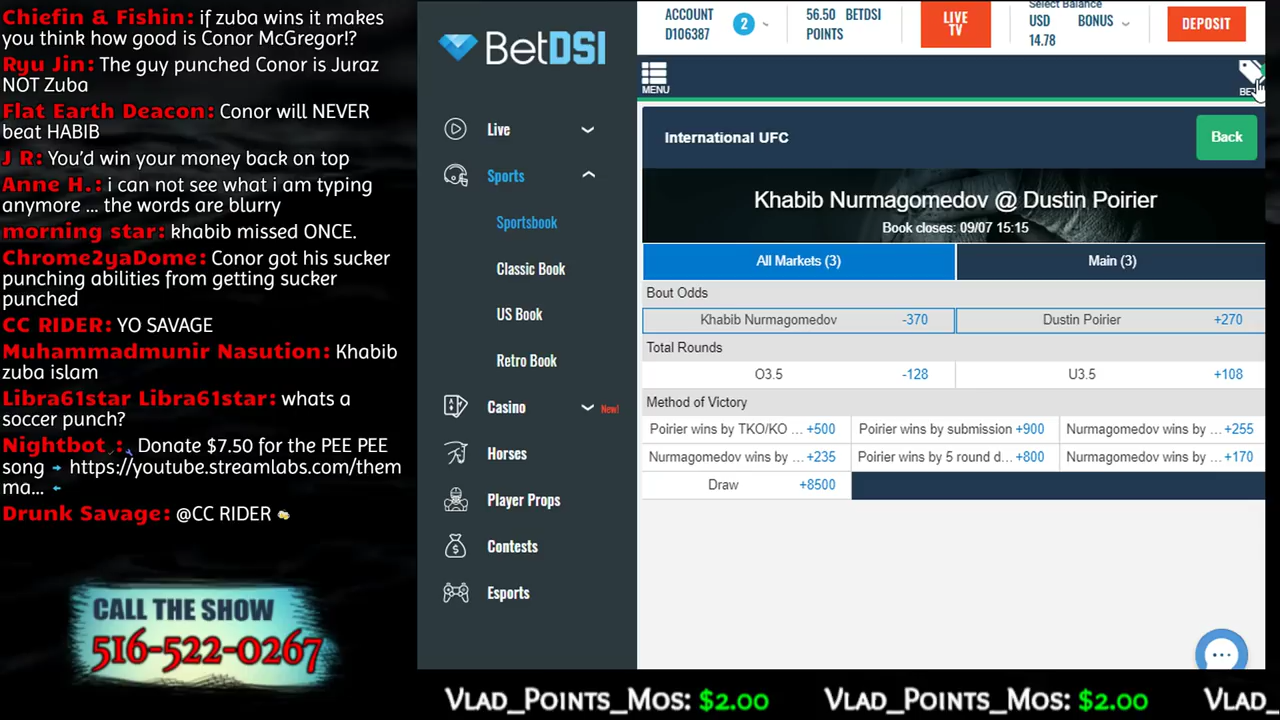 Chiefin & Fishin: if zuba wins it makes
you think how good is Conor McGregor!?
Ryu Jin: The guy punched Conor is Juraz
NOT Zuba
Flat Earth Deacon: Conor will NEVER
beat HABIB
J R: You'd win your money back on top
Anne H.: i can not see what i am typing
anymore ... the words are blurry
morning star: khabib missed ONCE.
Chrome2yaDome: Conor got his sucker
punching abilities from getting sucker
punched
CC RIDER: YO SAVAGE
Muhammadmunir Nasution: Khabib
zuba islam
Libra61star Libra61star: whats a
soccer punch?
Nightbot: Donate $7.50 for the PEE PEE
song https://youtube.streamlabs.com/them
ma...
Drunk Savage: @CC RIDER
CALL THE SHOW
516-522-0267
BetDSI
Live
Sports
Sportsbook
Classic Book
US Book
Retro Book
Casino New!
Horses
Player Props
Contests
Esports
ACCOUNT
D106387
2
56.50 BETDSI
POINTS
LIVE
TV
Select Balance
USD
14.78
BONUS
DEPOSIT
MENU
International UFC
Back
Khabib Nurmagomedov @ Dustin Poirier
Book closes: 09/07 15:15
All Markets (3) Main (3)
Bout Odds
Khabib Nurmagomedov -370 Dustin Poirier +270
Total Rounds
O3.5 -128 U3.5 +108
Method of Victory
Poirier wins by TKO/KO ... +500 Poirier wins by submission +900 Nurmagomedov wins by ... +255
Nurmagomedov wins by ... +235 Poirier wins by 5 round d... +800 Nurmagomedov wins by ... +170
Draw +8500
Vlad_Points_Mos: $2.00 Vlad_Points_Mos: $2.00 Vlad_Po